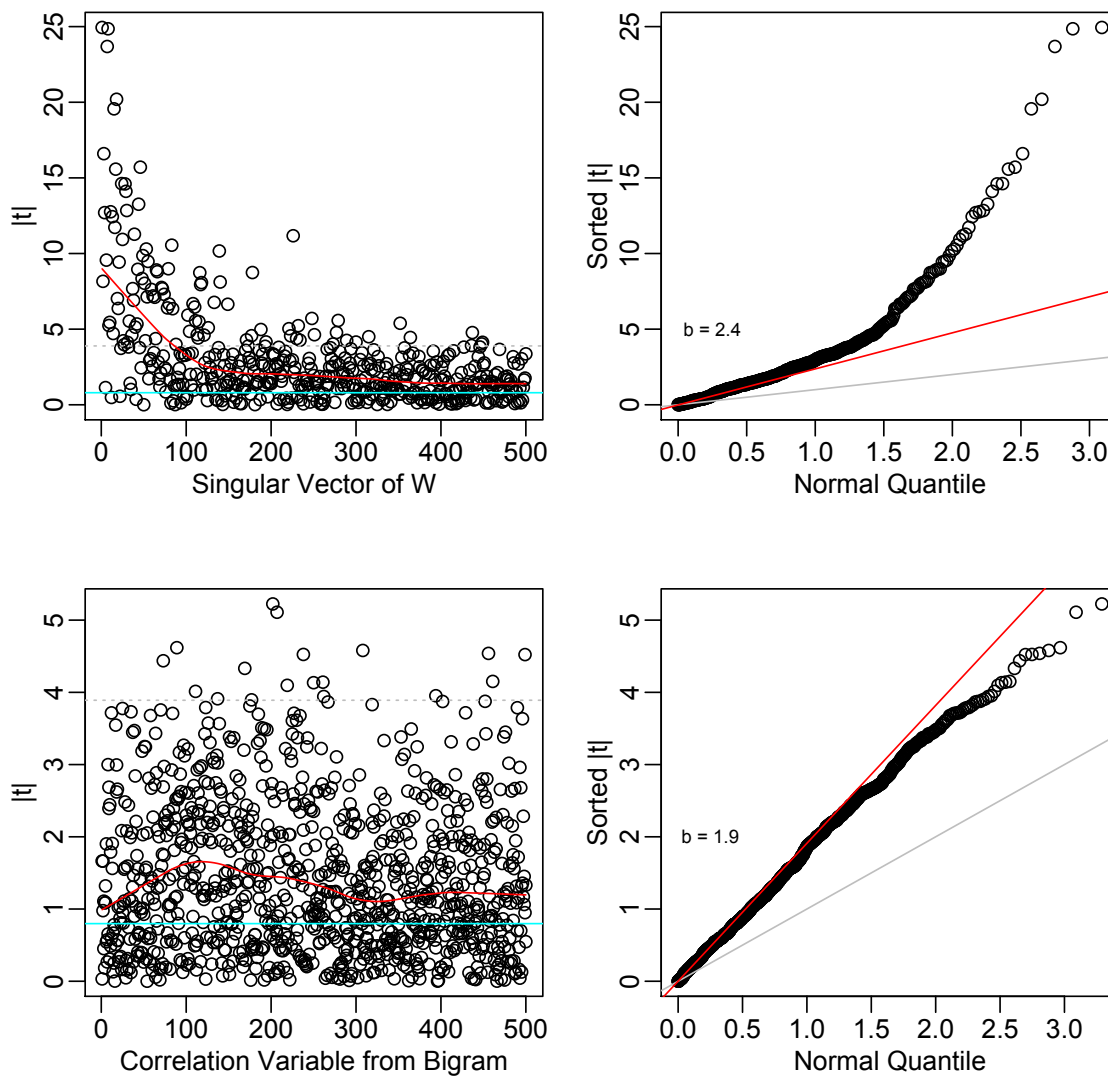 |t|
25
20
15
10
5
0
0 100 200 300 400 500
Singular Vector of W
Sorted |t|
25
20
15
10
5
0
b = 2.4
0.0 0.5 1.0 1.5 2.0 2.5 3.0
Normal Quantile
|t|
5
4
3
2
1
0
0 100 200 300 400 500
Correlation Variable from Bigram
Sorted |t|
5
4
3
2
1
0
b = 1.9
0.0 0.5 1.0 1.5 2.0 2.5 3.0
Normal Quantile